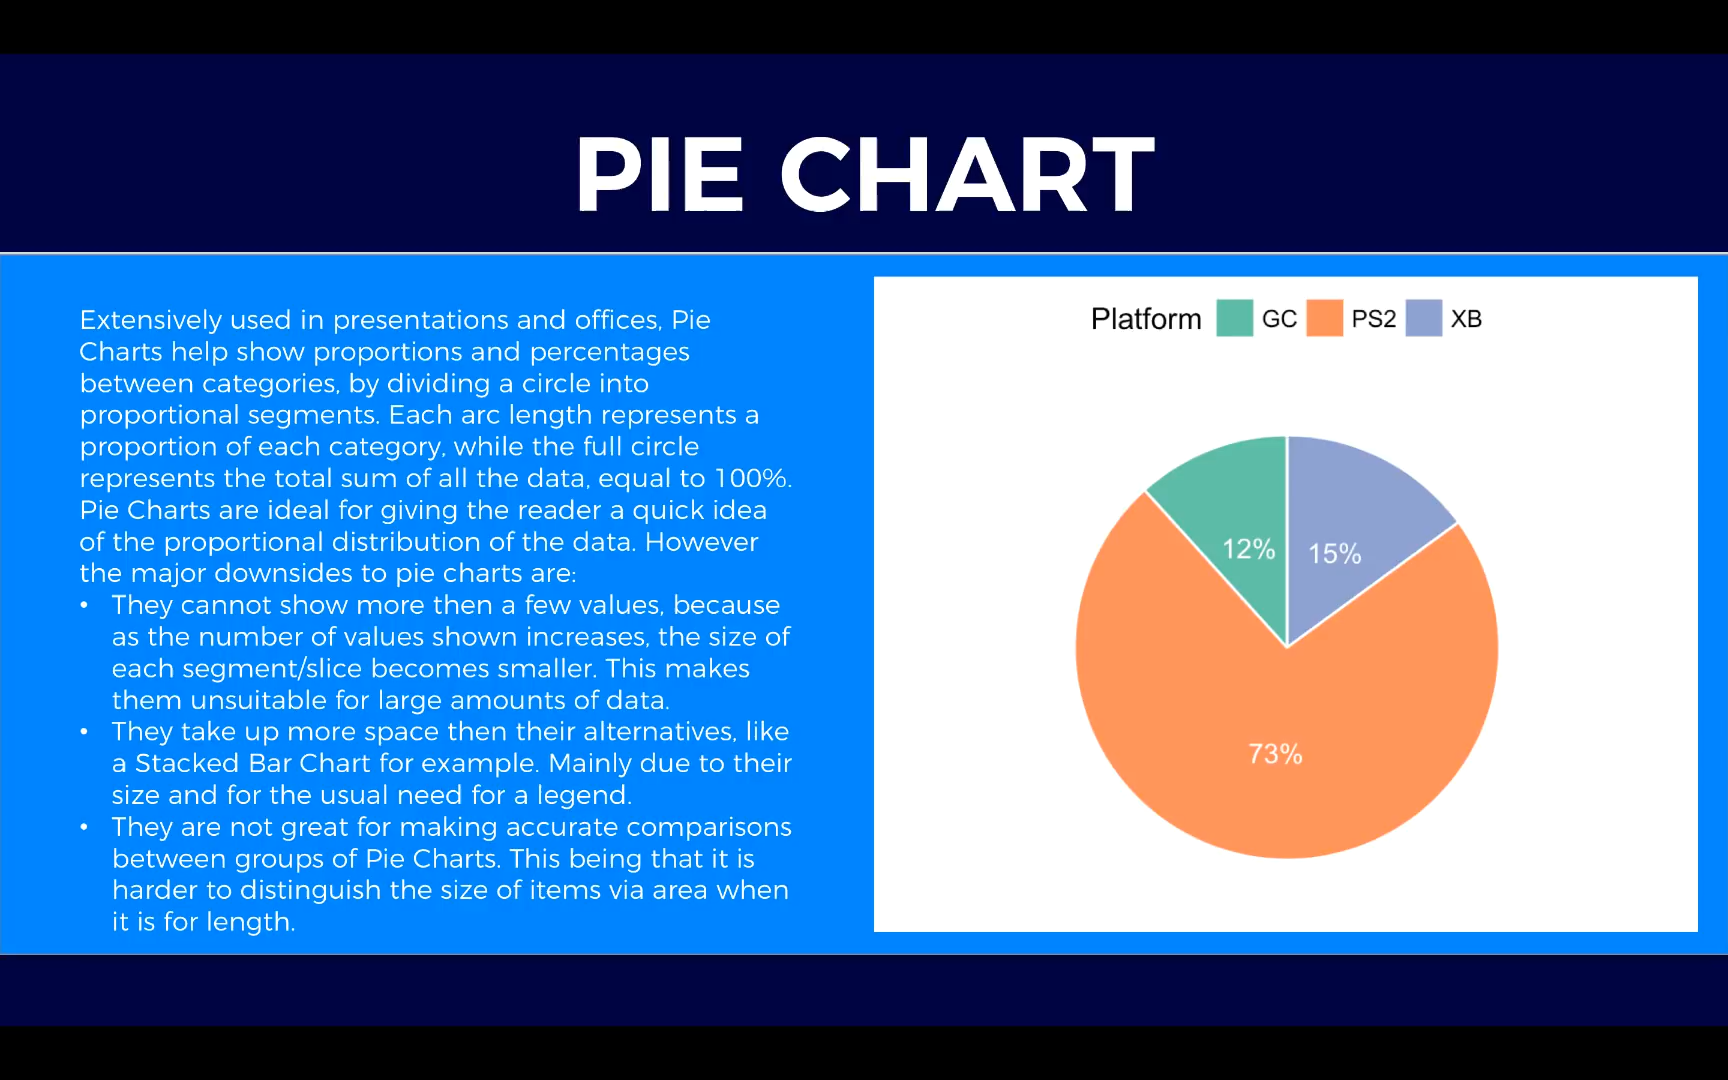 PIE CHART
Extensively used in presentations and offices, Pie
Charts help show proportions and percentages
between categories, by dividing a circle into
proportional segments. Each arc length represents a
proportion of each category, while the full circle
represents the total sum of all the data, equal to 100%.
Pie Charts are ideal for giving the reader a quick idea
of the proportional distribution of the data. However
the major downsides to pie charts are:
• They cannot show more then a few values, because
as the number of values shown increases, the size of
each segment/slice becomes smaller. This makes
them unsuitable for large amounts of data.
• They take up more space then their alternatives, like
a Stacked Bar Chart for example. Mainly due to their
size and for the usual need for a legend.
• They are not great for making accurate comparisons
between groups of Pie Charts. This being that it is
harder to distinguish the size of items via area when
it is for length.
Platform GC PS2 XB
12% 15%
73%